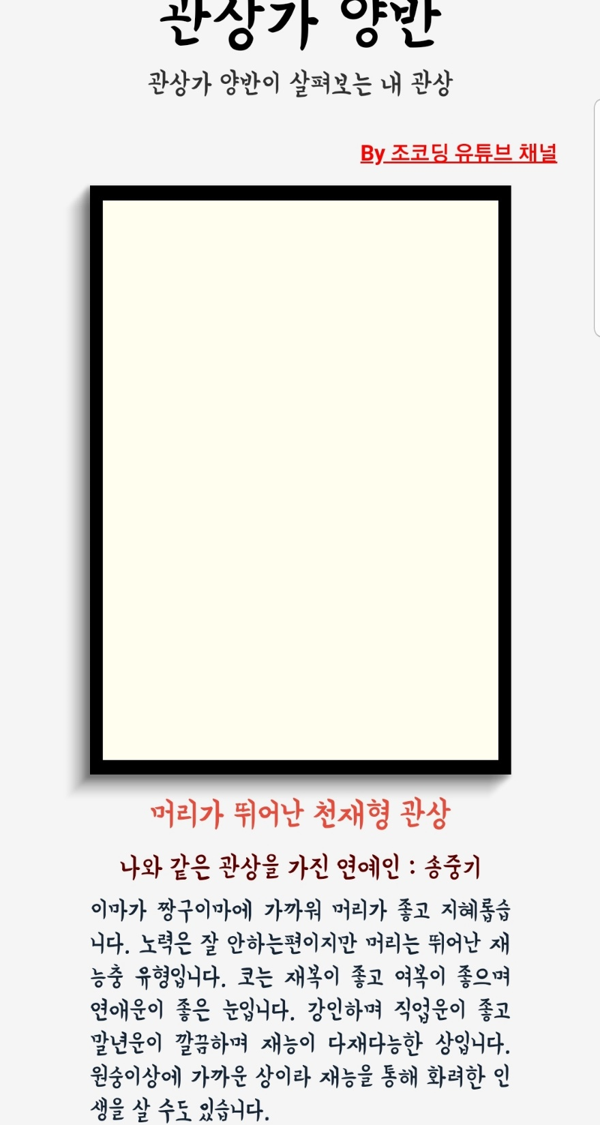 관상가 양반
관상가 양반이 살펴보는 내 관상
By 조코딩 유튜브 채널
머리가 뛰어난 천재형 관상
나와 같은 관상을 가진 연예인 : 송중기
이마가 짱구이마에 가까워 머리가 좋고 지혜롭습
니다. 노력은 잘 안하는편이지만 머리는 뛰어난 재
능충 유형입니다. 코는 재복이 좋고 여복이 좋으며
연애운이 좋은 눈입니다. 강인하며 직업운이 좋고
말년운이 깔끔하며 재능이 다재다능한 상입니다.
원숭이상에 가까운 상이라 재능을 통해 화려한 인
생을 살 수도 있습니다.